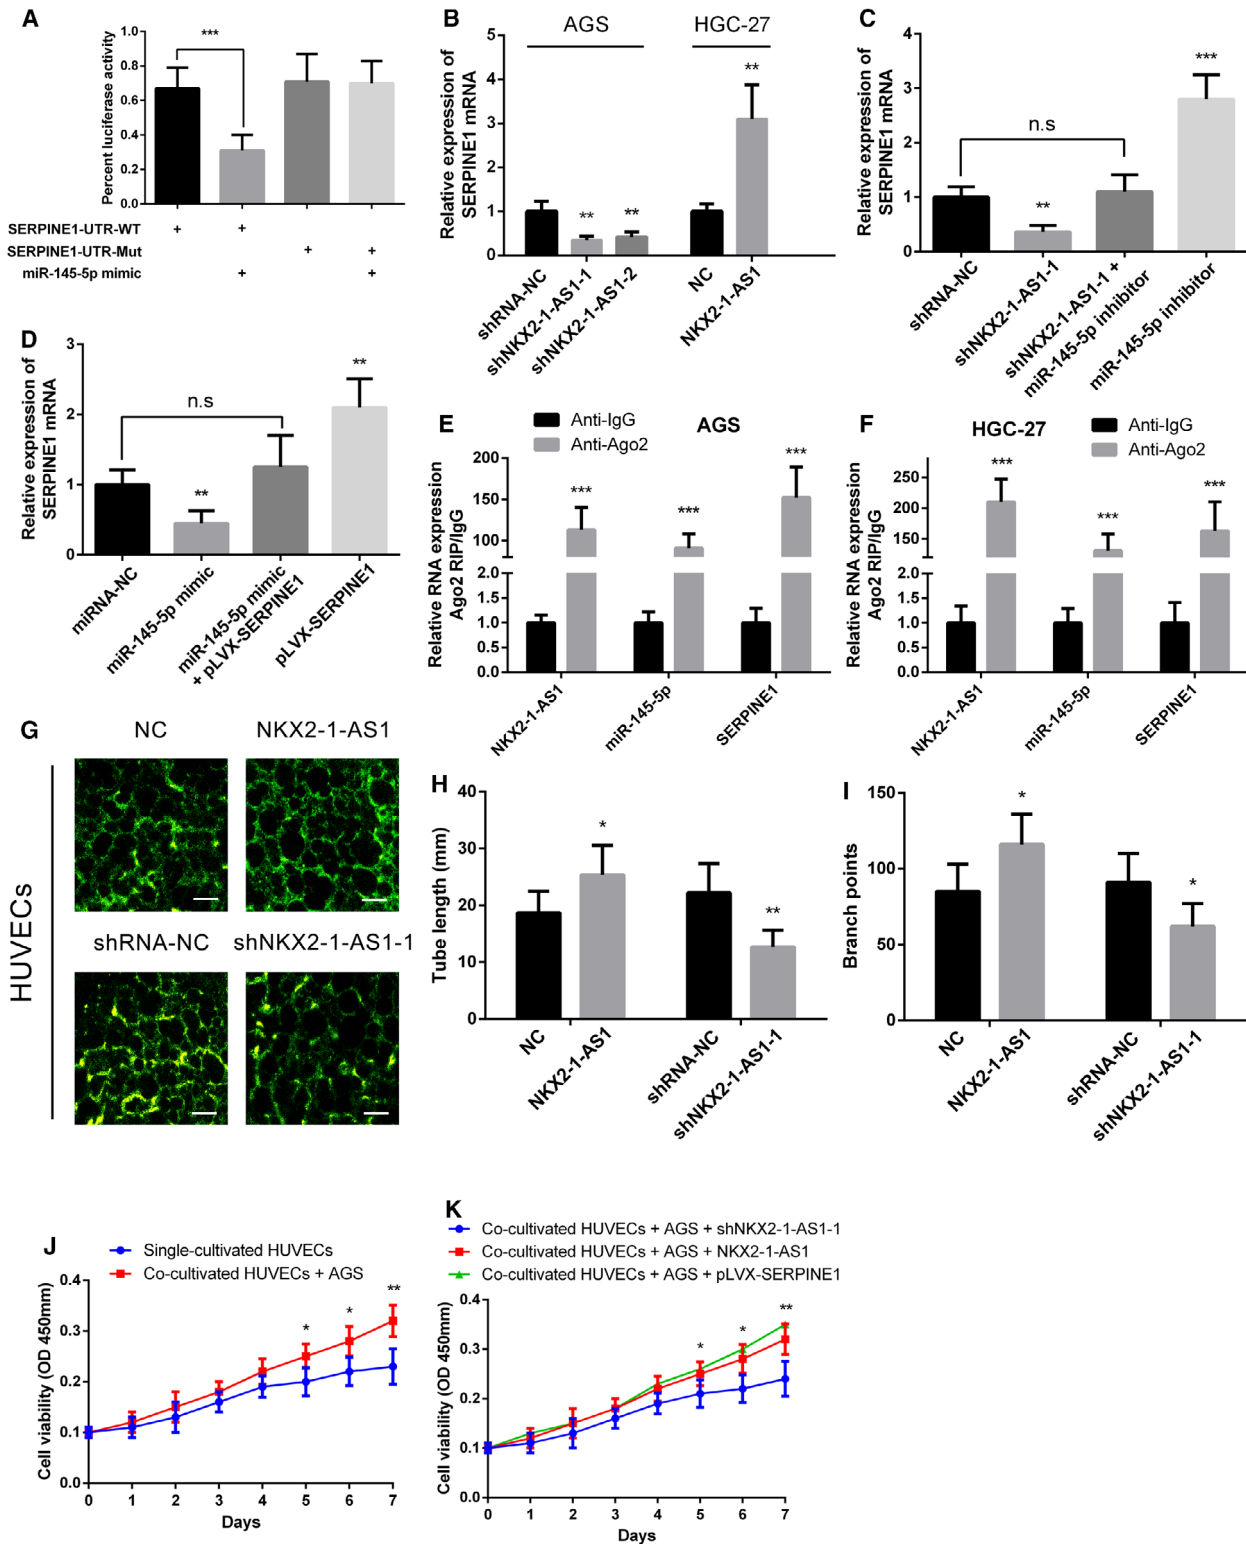 A
Percent luciferase activity
1.0
0.8
0.6
0.4
0.2
0.0
***
SERPINE1-UTR-WT + +
SERPINE1-UTR-Mut + +
miR-145-5p mimic + +
B
AGS HGC-27
Relative expression of
SERPINE1 mRNA
5
4
3
2
1
0
** ** **
shRNA-NC
shNKX2-1-AS1-1
shNKX2-1-AS1-2
NC
NKX2-1-AS1
C
Relative expression of
SERPINE1 mRNA
4
3
2
1
0
n.s
** ***
shRNA-NC
shNKX2-1-AS1-1
shNKX2-1-AS1-1 +
miR-145-5p inhibitor
miR-145-5p inhibitor
D
Relative expression of
SERPINE1 mRNA
3
2
1
0
n.s
** **
miRNA-NC
miR-145-5p mimic
miR-145-5p mimic
+ pLVX-SERPINE1
pLVX-SERPINE1
E
Anti-IgG
Anti-Ago2
AGS
Relative RNA expression
Ago2 RIP/IgG
200
150
100
2.0
1.5
1.0
0.5
0.0
*** *** ***
NKX2-1-AS1
miR-145-5p
SERPINE1
F
HGC-27
Anti-IgG
Anti-Ago2
Relative RNA expression
Ago2 RIP/IgG
250
200
150
100
2.0
1.5
1.0
0.5
0.0
*** *** ***
NKX2-1-AS1
miR-145-5p
SERPINE1
G
HUVECs
NC NKX2-1-AS1
shRNA-NC shNKX2-1-AS1-1
H
Tube length (mm)
40
30
20
10
0
* **
NC
NKX2-1-AS1
shRNA-NC
shNKX2-1-AS1-1
I
Branch points
150
100
50
0
* *
NC
NKX2-1-AS1
shRNA-NC
shNKX2-1-AS1-1
J
Single-cultivated HUVECs
Co-cultivated HUVECs + AGS
Cell viability (OD 450mm)
0.4
0.3
0.2
0.1
0.0
* * **
0 1 2 3 4 5 6 7
Days
K
Co-cultivated HUVECs + AGS + shNKX2-1-AS1-1
Co-cultivated HUVECs + AGS + NKX2-1-AS1
Co-cultivated HUVECs + AGS + pLVX-SERPINE1
Cell viability (OD 450mm)
0.4
0.3
0.2
0.1
0.0
* * **
0 1 2 3 4 5 6 7
Days